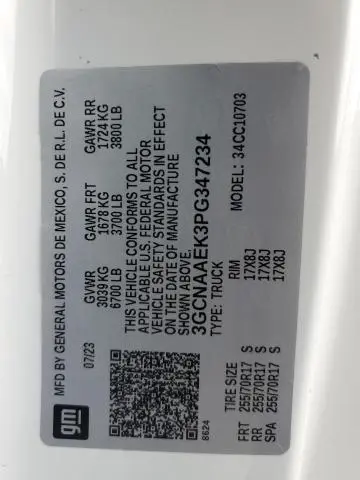 gm
MFD BY GENERAL MOTORS DE MEXICO, S. DE R.L. DE C.V.
07/23 GVWR GAWR FRT GAWR RR
3039 KG 1678 KG 1724 KG
6700 LB 3700 LB 3800 LB
THIS VEHICLE CONFORMS TO ALL
APPLICABLE U.S. FEDERAL MOTOR
VEHICLE SAFETY STANDARDS IN EFFECT
ON THE DATE OF MANUFACTURE
SHOWN ABOVE.
3GCNAAEK3PG347234
TYPE: TRUCK MODEL: 34CC10703
TIRE SIZE RIM
FRT 255/70R17 S 17X8J
RR 255/70R17 S 17X8J
SPA 255/70R17 S 17X8J
8624